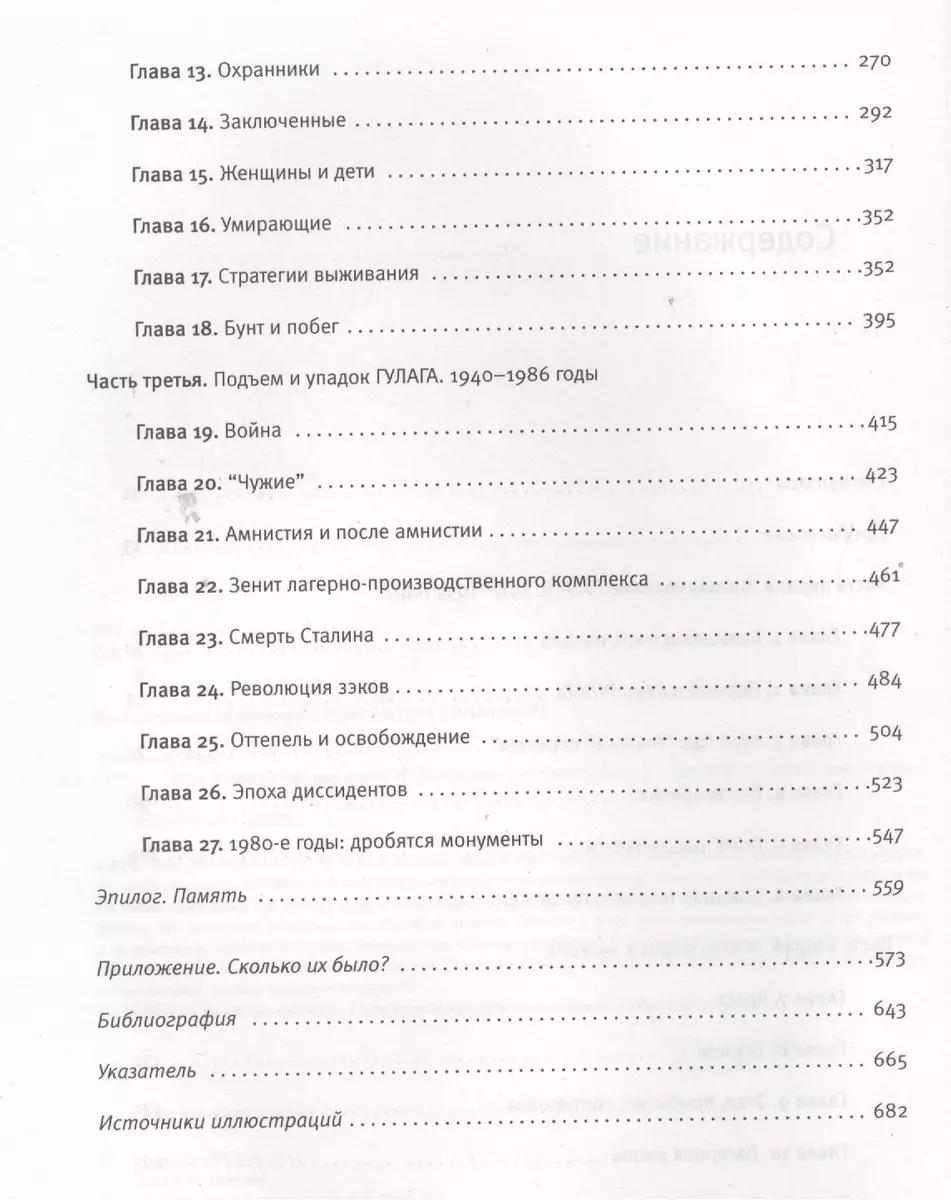 Глава 13. Охранники 270
Глава 14. Заключенные 292
Глава 15. Женщины и дети 317
Глава 16. Умирающие 352
Глава 17. Стратегии выживания 352
Глава 18. Бунт и побег 395
Часть третья. Подъем и упадок ГУЛАГА. 1940–1986 годы
Глава 19. Война 415
Глава 20. “Чужие” 423
Глава 21. Амнистия и после амнистии 447
Глава 22. Зенит лагерно-производственного комплекса 461
Глава 23. Смерть Сталина 477
Глава 24. Революция зэков 484
Глава 25. Оттепель и освобождение 504
Глава 26. Эпоха диссидентов 523
Глава 27. 1980-е годы: дробятся монументы 547
Эпилог. Память 559
Приложение. Сколько их было? 573
Библиография 643
Указатель 665
Источники иллюстраций 682